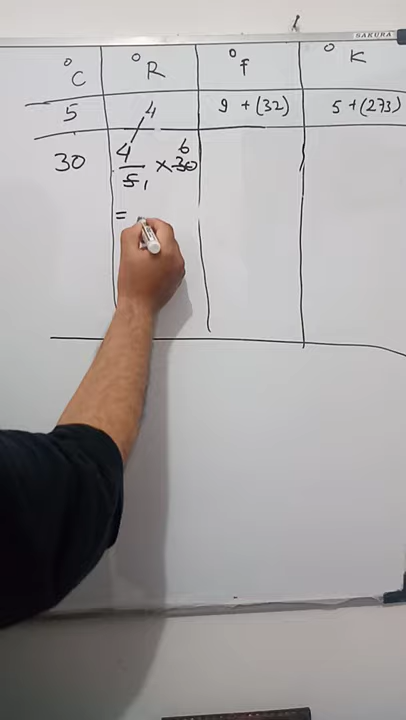 SAKURA
°C °R °f °K
5 4 9 + (32) 5 + (273)
30 4/5 1 × 30 6
=